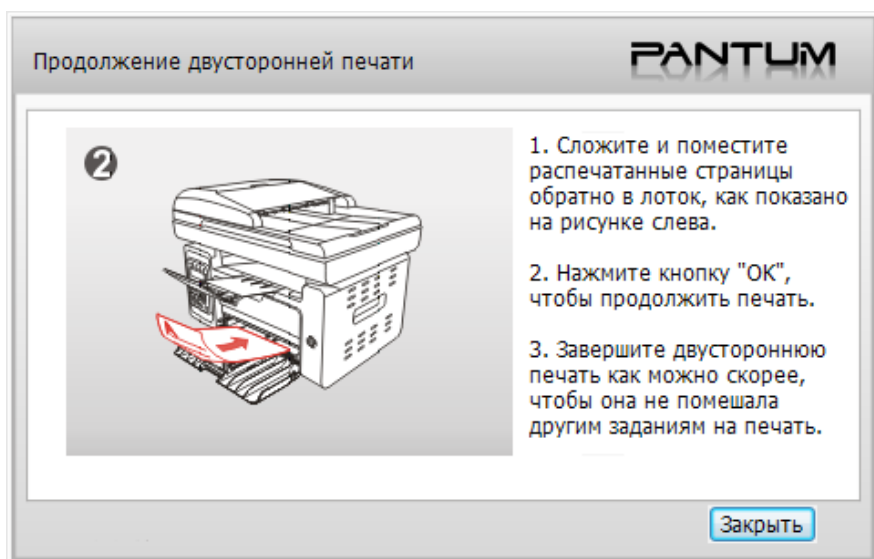 Продолжение двусторонней печати
PANTUM
2
1. Сложите и поместите
распечатанные страницы
обратно в лоток, как показано
на рисунке слева.
2. Нажмите кнопку "ОК",
чтобы продолжить печать.
3. Завершите двустороннюю
печать как можно скорее,
чтобы она не помешала
другим заданиям на печать.
Закрыть